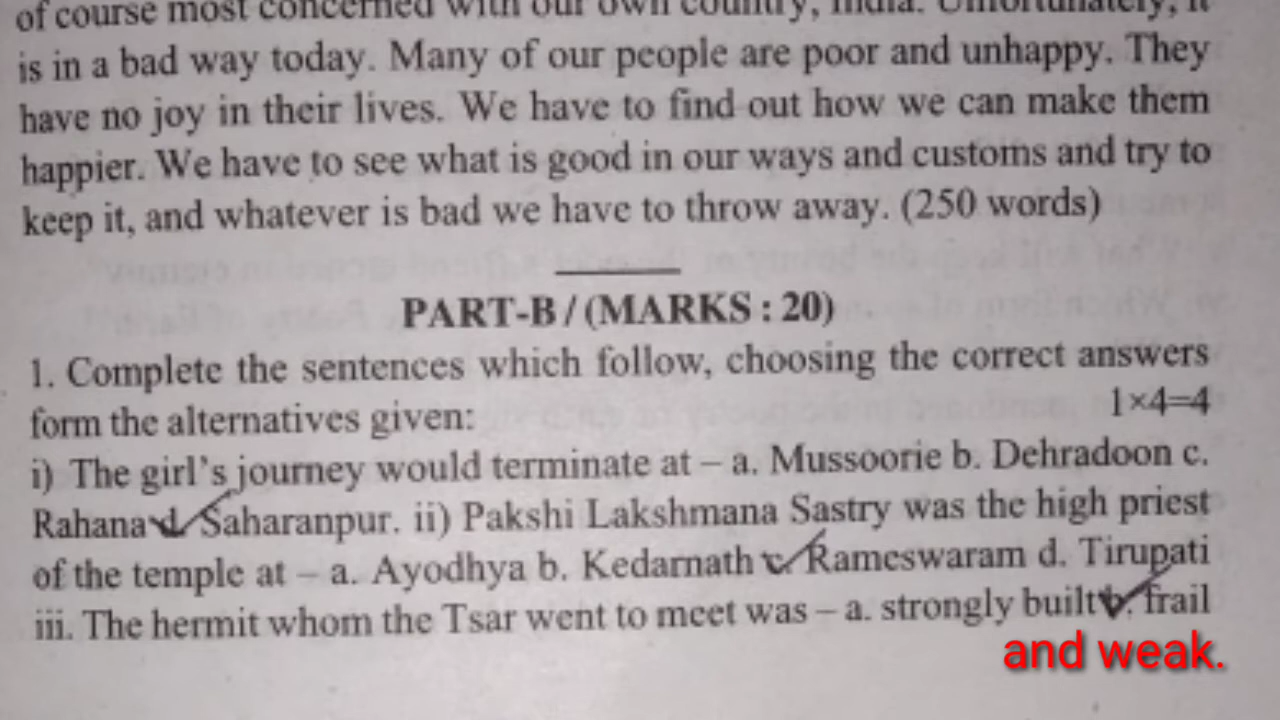 of course most concerned with our own country, India. Unfortunately, it
is in a bad way today. Many of our people are poor and unhappy. They
have no joy in their lives. We have to find out how we can make them
happier. We have to see what is good in our ways and customs and try to
keep it, and whatever is bad we have to throw away. (250 words)
PART-B / (MARKS : 20)
1. Complete the sentences which follow, choosing the correct answers
form the alternatives given: 1×4=4
i) The girl's journey would terminate at – a. Mussoorie b. Dehradoon c.
Rahana d. Saharanpur. ii) Pakshi Lakshmana Sastry was the high priest
of the temple at – a. Ayodhya b. Kedarnath c. Rameswaram d. Tirupati
iii. The hermit whom the Tsar went to meet was – a. strongly built b. frail
and weak.